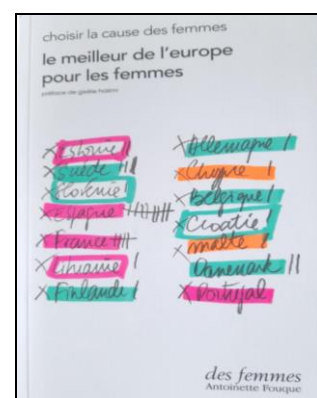 choisir la cause des femmes
le meilleur de l'europe
pour les femmes
préface de gisèle halimi
X Estonie
X Suède
X Slovénie
X Espagne
X France
X Lituanie
X Finlande
X Allemagne
X Chypre
X Belgique
X Croatie
X malte
X Danemark
X Portugal
des femmes
Antoinette Fouque